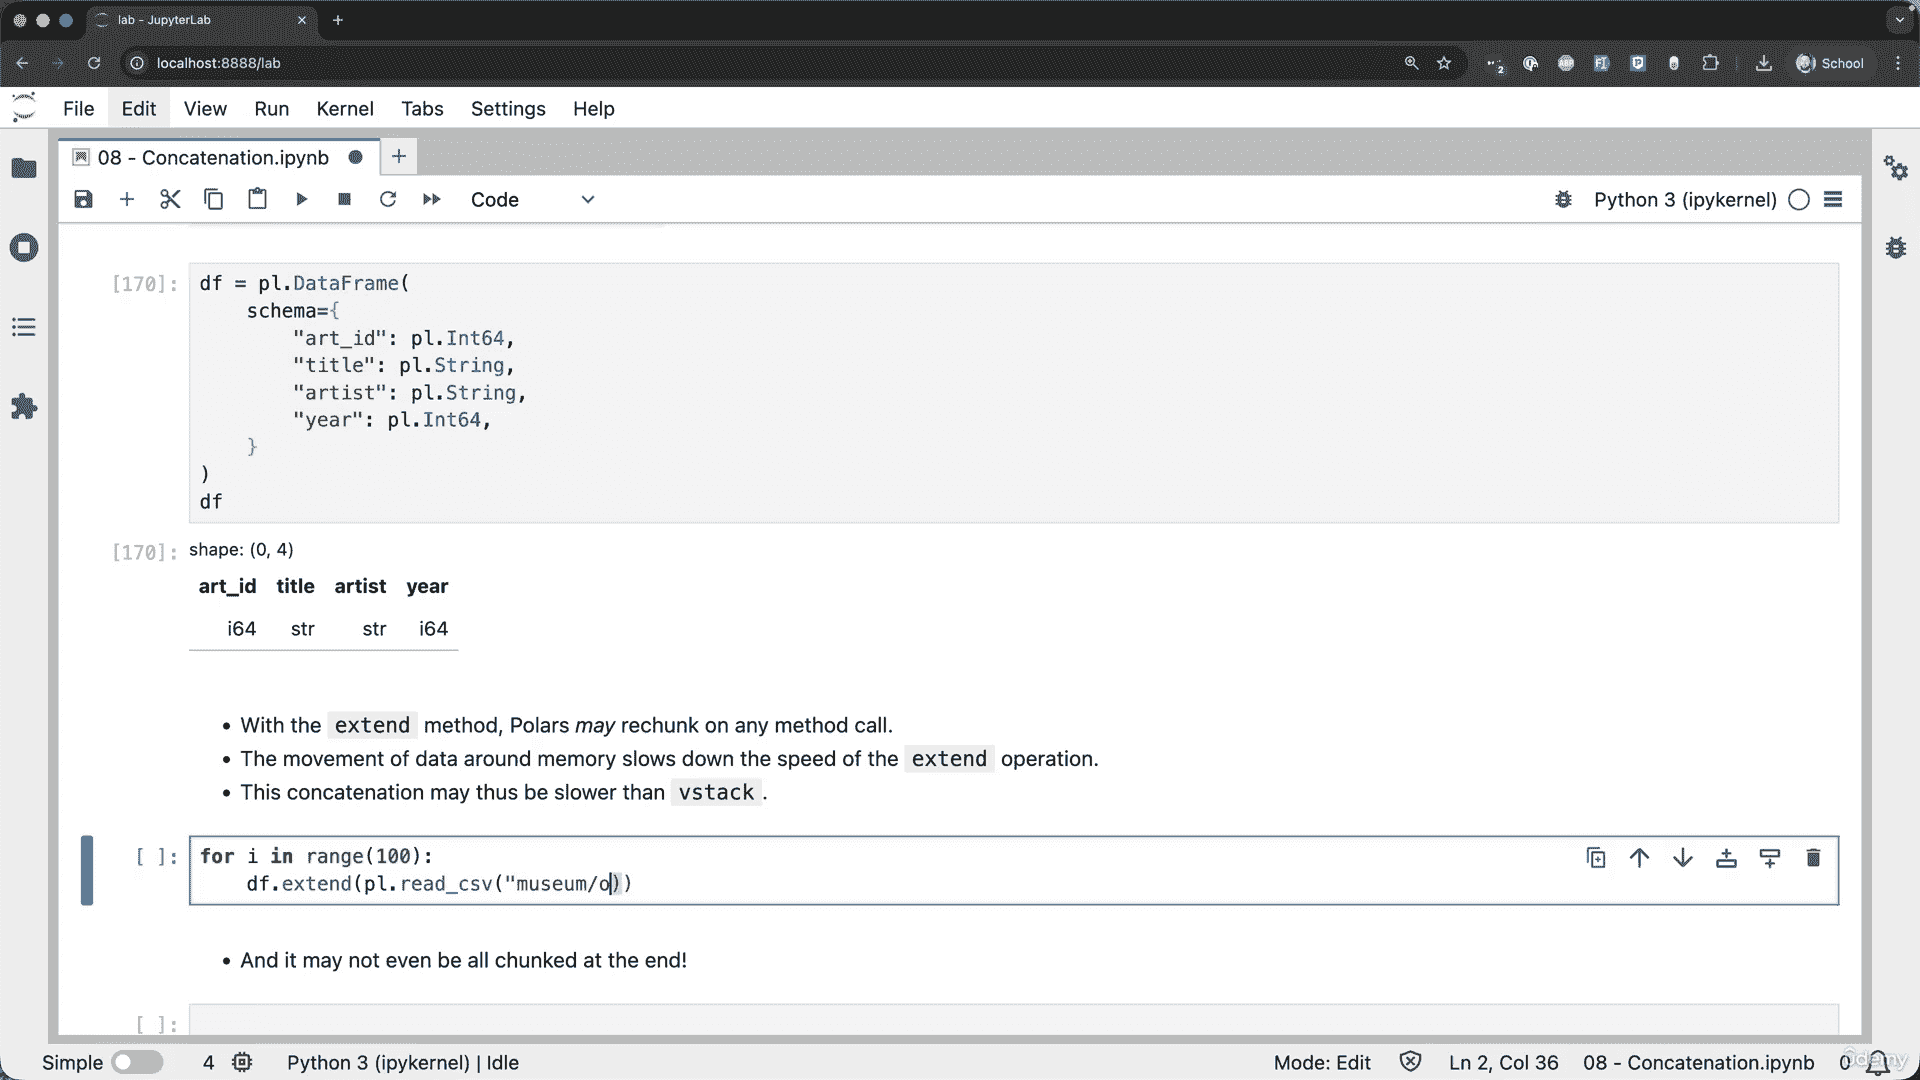 lab - JupyterLab
localhost:8888/lab
2
School
File Edit View Run Kernel Tabs Settings Help
08 - Concatenation.ipynb
Code
Python 3 (ipykernel)
[170]:
df = pl.DataFrame(
schema={
"art_id": pl.Int64,
"title": pl.String,
"artist": pl.String,
"year": pl.Int64,
}
)
df
[170]:
shape: (0, 4)
art_id title artist year
i64 str str i64
• With the extend method, Polars may rechunk on any method call.
• The movement of data around memory slows down the speed of the extend operation.
• This concatenation may thus be slower than vstack.
[ ]:
for i in range(100):
df.extend(pl.read_csv("museum/o))
• And it may not even be all chunked at the end!
[ ]:
Simple 4 Python 3 (ipykernel) | Idle Mode: Edit Ln 2, Col 36 08 - Concatenation.ipynb 0
Udemy